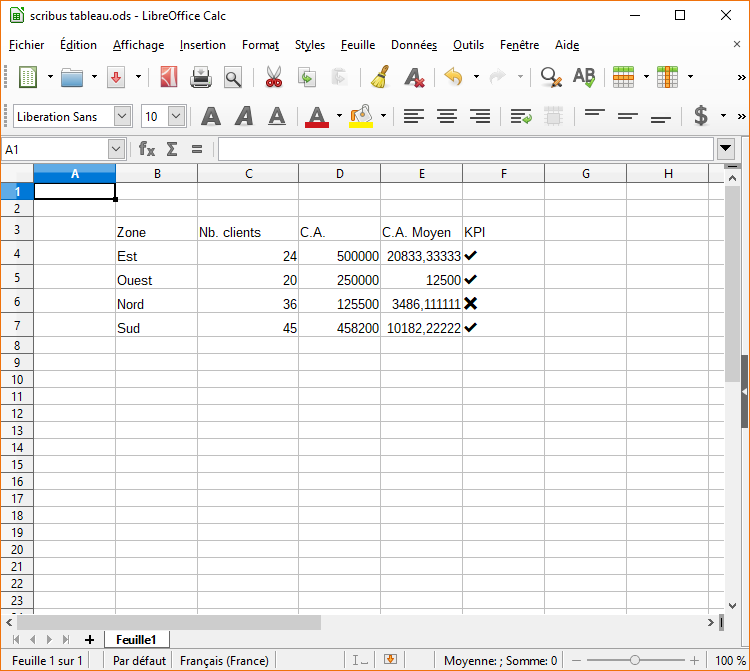 scribus tableau.ods - LibreOffice Calc
Fichier Édition Affichage Insertion Format Styles Feuille Données Outils Fenêtre Aide
Liberation Sans 10
A1
A B C D E F G H
1
2
3 Zone Nb. clients C.A. C.A. Moyen KPI
4 Est 24 500000 20833,33333 ✔
5 Ouest 20 250000 12500 ✔
6 Nord 36 125500 3486,111111 ✖
7 Sud 45 458200 10182,22222 ✔
8
9
10
11
12
13
14
15
16
17
18
19
20
21
22
23
Feuille1
Feuille 1 sur 1 Par défaut Français (France) Moyenne: ; Somme: 0 100 %